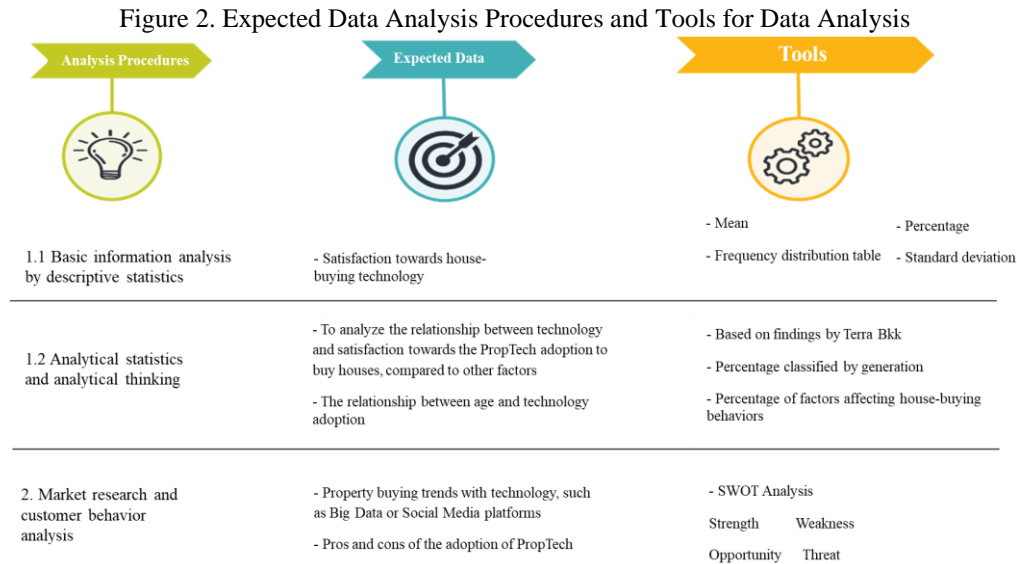 Figure 2. Expected Data Analysis Procedures and Tools for Data Analysis
Analysis Procedures
Expected Data
Tools
1.1 Basic information analysis
by descriptive statistics
- Satisfaction towards house-
buying technology
- Mean
- Percentage
- Frequency distribution table
- Standard deviation
1.2 Analytical statistics
and analytical thinking
- To analyze the relationship between technology
and satisfaction towards the PropTech adoption to
buy houses, compared to other factors
- The relationship between age and technology
adoption
- Based on findings by Terra Bkk
- Percentage classified by generation
- Percentage of factors affecting house-buying
behaviors
2. Market research and
customer behavior
analysis
- Property buying trends with technology, such
as Big Data or Social Media platforms
- Pros and cons of the adoption of PropTech
- SWOT Analysis
Strength Weakness
Opportunity Threat